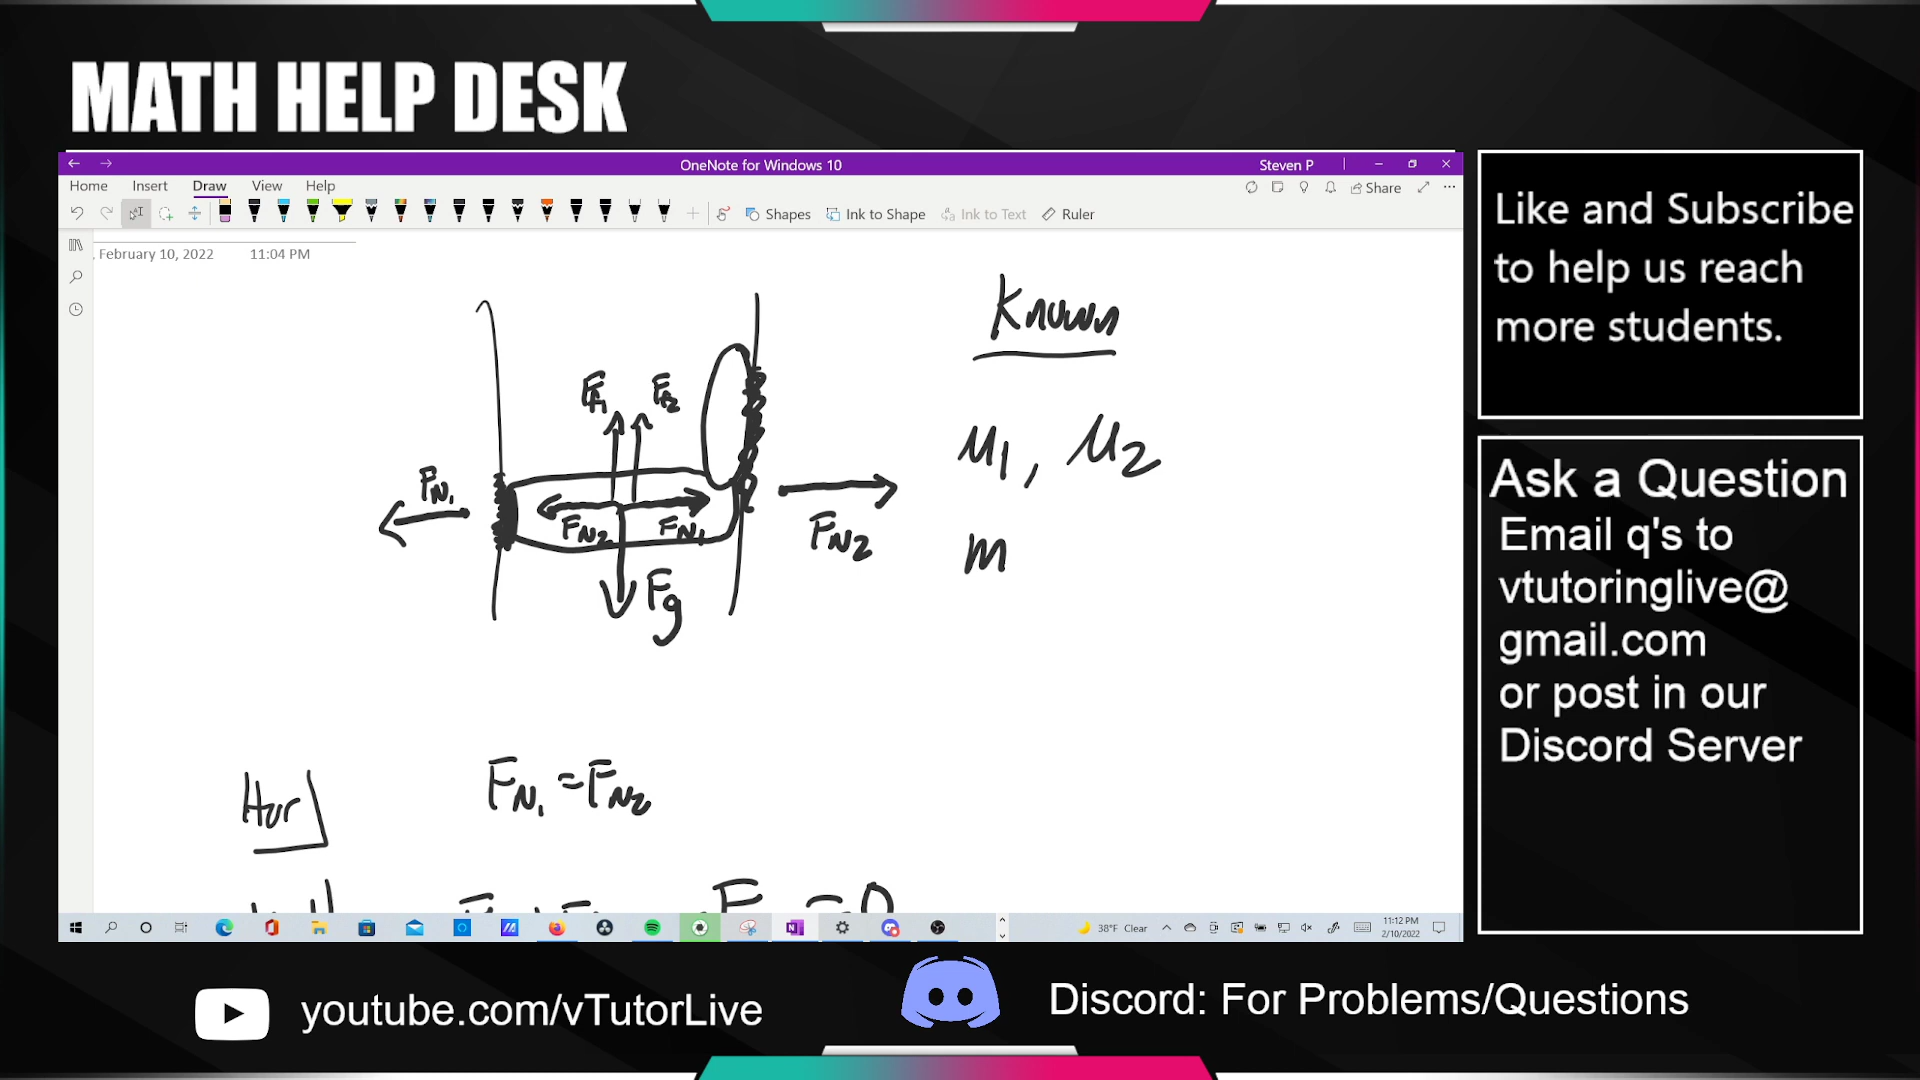 MATH HELP DESK
OneNote for Windows 10
Steven P
Home Insert Draw View Help
Share
Shapes Ink to Shape Ink to Text Ruler
February 10, 2022 11:04 PM
Known
μ1, μ2
m
FN1
FN2 FN1
FN2
Fg
Hor
FN1 = FN2
= 0
38°F Clear
11:12 PM
2/10/2022
Like and Subscribe
to help us reach
more students.
Ask a Question
Email q's to
vtutoringlive@
gmail.com
or post in our
Discord Server
youtube.com/vTutorLive
Discord: For Problems/Questions